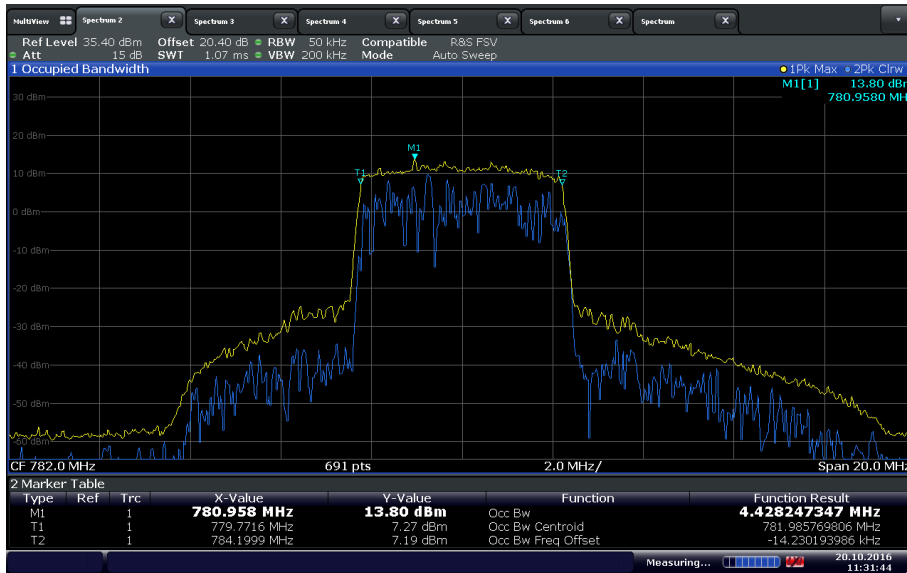 MultiView Spectrum 2 X Spectrum 3 X Spectrum 4 X Spectrum 5 X Spectrum 6 X Spectrum X
Ref Level 35.40 dBm Offset 20.40 dB RBW 50 kHz Compatible R&S FSV
Att 15 dB SWT 1.07 ms VBW 200 kHz Mode Auto Sweep
1 Occupied Bandwidth 1Pk Max 2Pk Clrw
M1[1] 13.80 dBm
780.9580 MH
30 dBm
20 dBm
M1
10 dBm
T1 T2
0 dBm
-10 dBm
-20 dBm
-30 dBm
-40 dBm
-50 dBm
-60 dBm
CF 782.0 MHz 691 pts 2.0 MHz/ Span 20.0 MHz
2 Marker Table
Type Ref Trc X-Value Y-Value Function Function Result
M1 1 780.958 MHz 13.80 dBm Occ Bw 4.428247347 MHz
T1 1 779.7716 MHz 7.27 dBm Occ Bw Centroid 781.985769806 MHz
T2 1 784.1999 MHz 7.19 dBm Occ Bw Freq Offset -14.230193986 kHz
Measuring... 20.10.2016
11:31:44